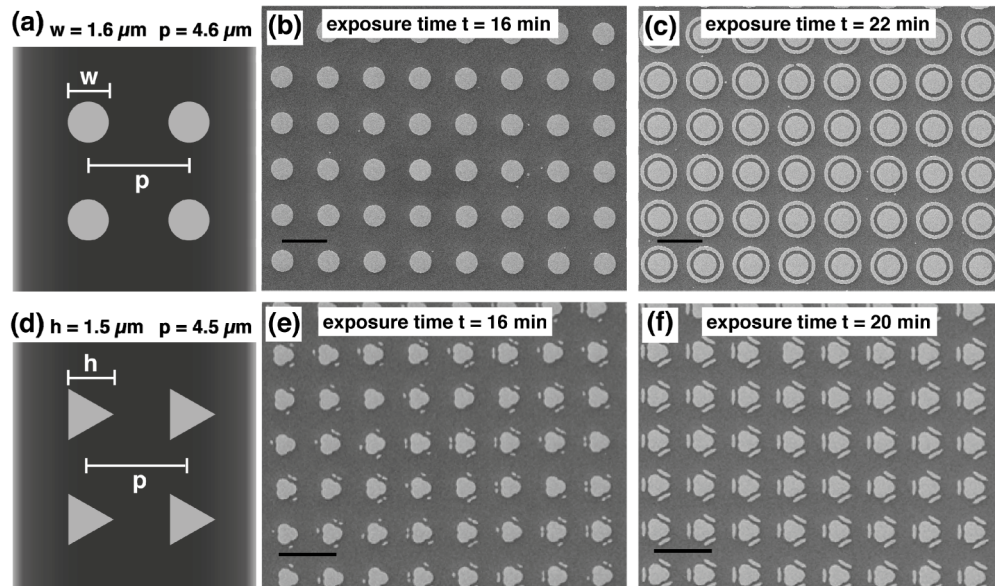 (a) w = 1.6 µm p = 4.6 µm
w
p
(b) exposure time t = 16 min
(c) exposure time t = 22 min
(d) h = 1.5 µm p = 4.5 µm
h
p
(e) exposure time t = 16 min
(f) exposure time t = 20 min